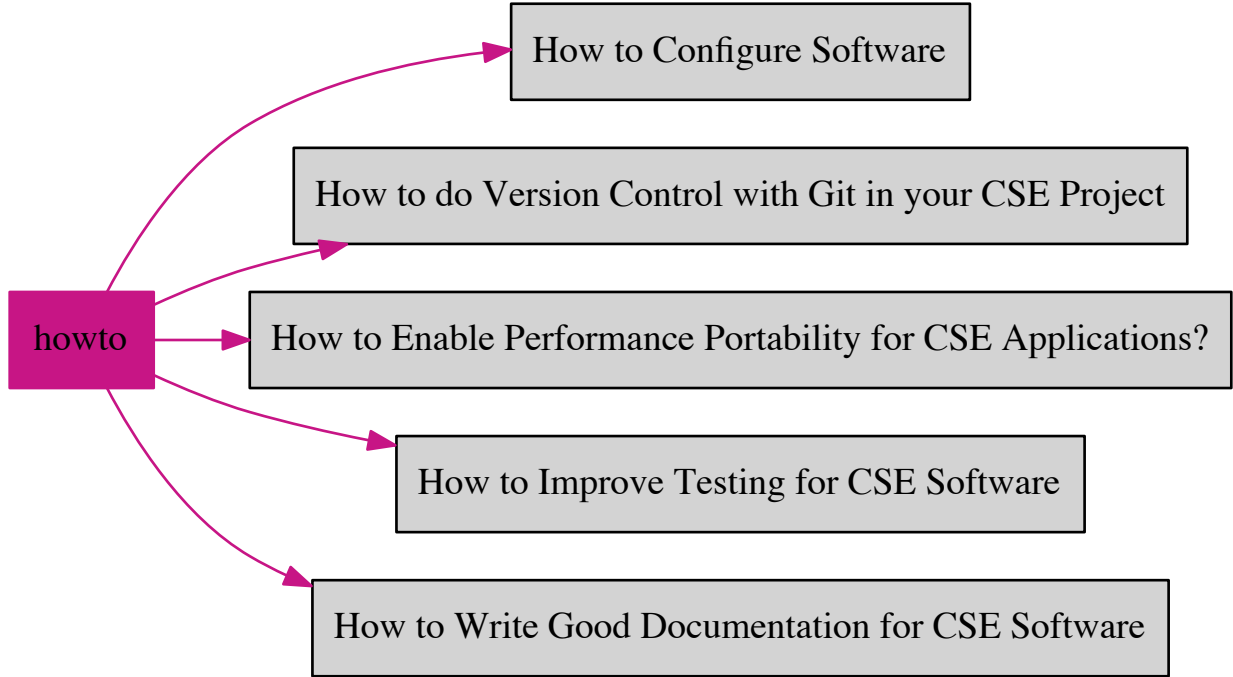 How to Configure Software
How to do Version Control with Git in your CSE Project
howto
How to Enable Performance Portability for CSE Applications?
How to Improve Testing for CSE Software
How to Write Good Documentation for CSE Software